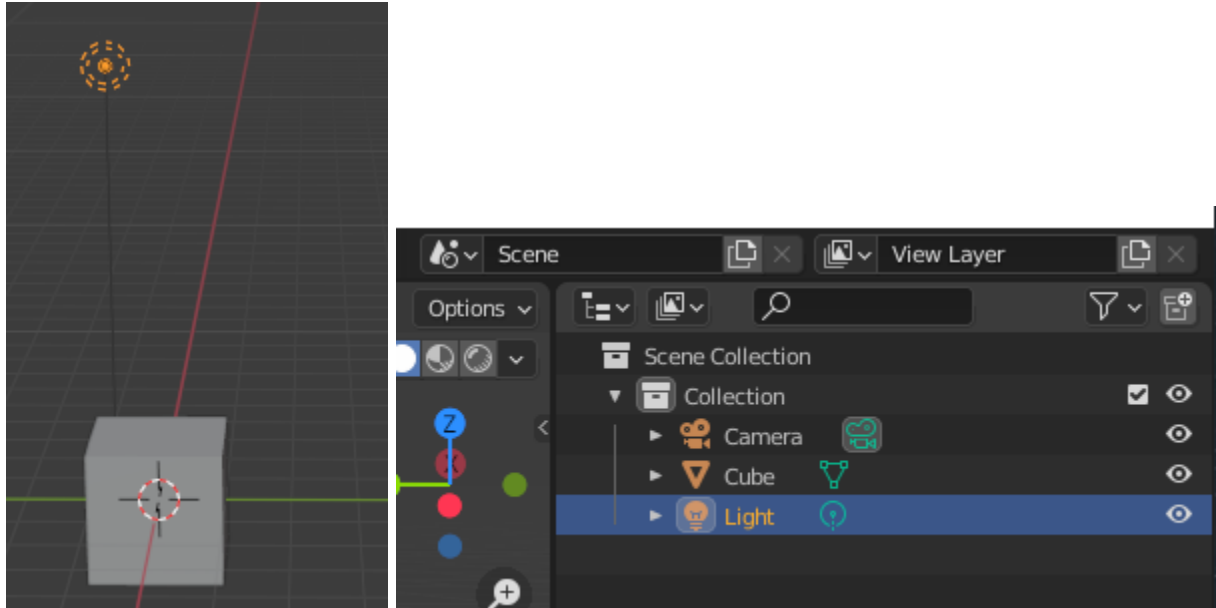 Scene View Layer
Options
Scene Collection
Collection
Z
Camera
X
Cube
Light